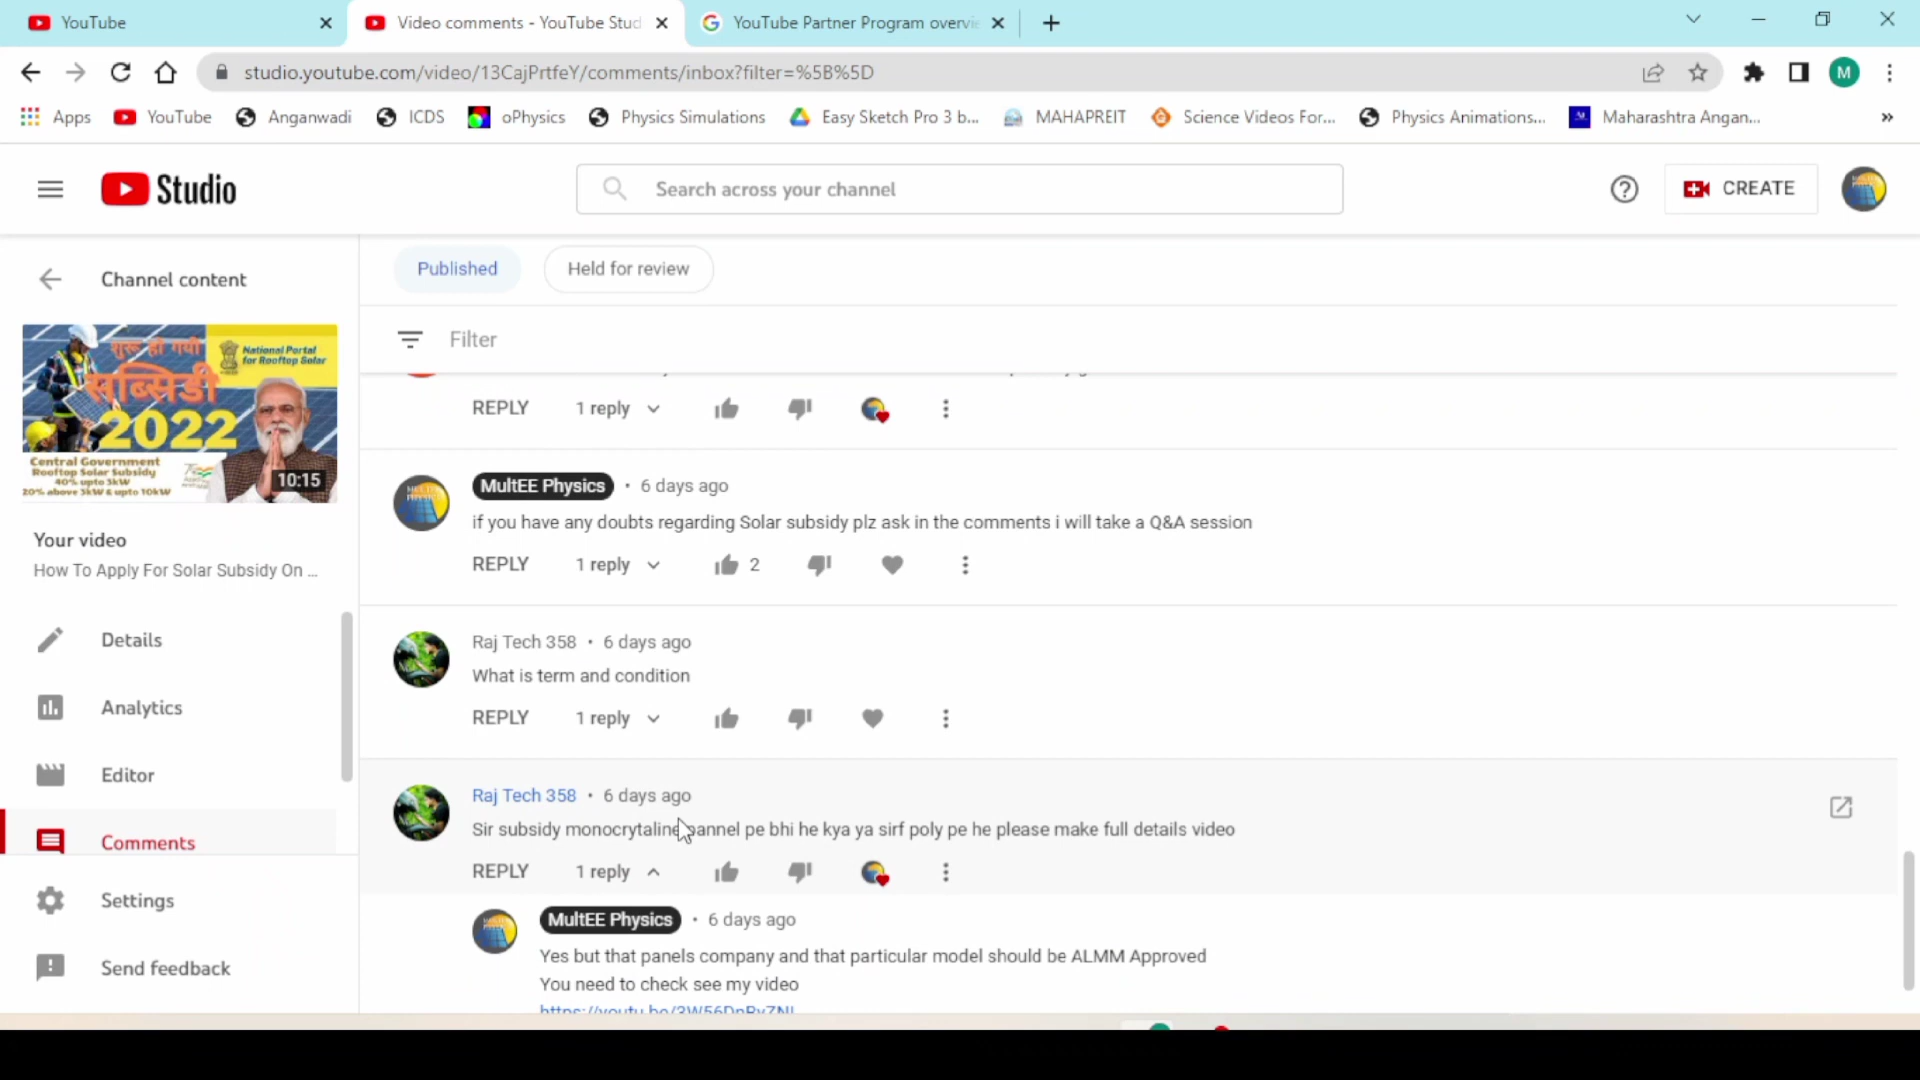 YouTube
Video comments - YouTube Stud
YouTube Partner Program overvi
studio.youtube.com/video/13CajPrtfeY/comments/inbox?filter=%5B%5D
M
Apps
YouTube
Anganwadi
ICDS
oPhysics
Physics Simulations
Easy Sketch Pro 3 b...
MAHAPREIT
Science Videos For...
Physics Animations...
Maharashtra Angan...
»
Studio
Search across your channel
CREATE
Channel content
Published
Held for review
Filter
शुरू हो गयी
National Portal
for Rooftop Solar
सब्सिडी
2022
Central Government
Rooftop Solar Subsidy
40% upto 3kW
20% above 3kW & upto 10kW
10:15
Your video
How To Apply For Solar Subsidy On ...
Details
Analytics
Editor
Comments
Settings
Send feedback
REPLY 1 reply
MultEE Physics • 6 days ago
if you have any doubts regarding Solar subsidy plz ask in the comments i will take a Q&A session
REPLY 1 reply 2
Raj Tech 358 • 6 days ago
What is term and condition
REPLY 1 reply
Raj Tech 358 • 6 days ago
Sir subsidy monocrytaline pannel pe bhi he kya ya sirf poly pe he please make full details video
REPLY 1 reply
MultEE Physics • 6 days ago
Yes but that panels company and that particular model should be ALMM Approved
You need to check see my video